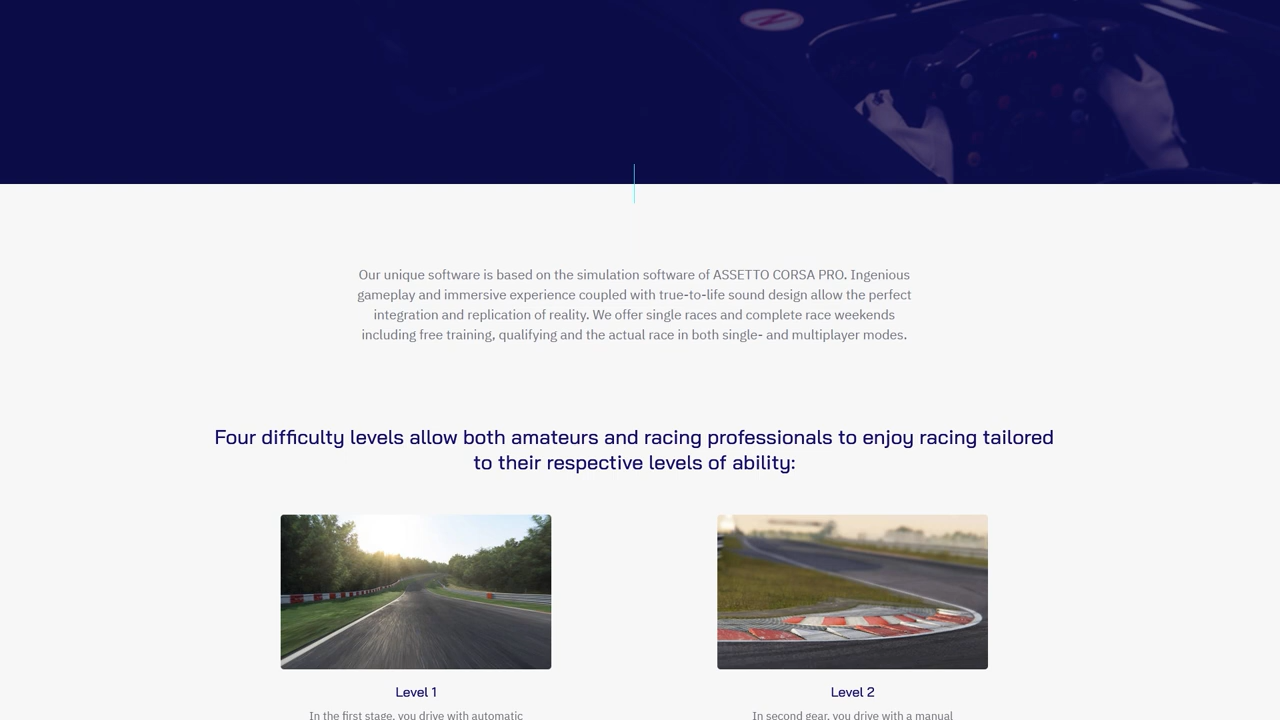 Our unique software is based on the simulation software of ASSETTO CORSA PRO. Ingenious
gameplay and immersive experience coupled with true-to-life sound design allow the perfect
integration and replication of reality. We offer single races and complete race weekends
including free training, qualifying and the actual race in both single- and multiplayer modes.
Four difficulty levels allow both amateurs and racing professionals to enjoy racing tailored
to their respective levels of ability:
Level 1
Level 2
In the first stage, you drive with automatic
In second gear, you drive with a manual